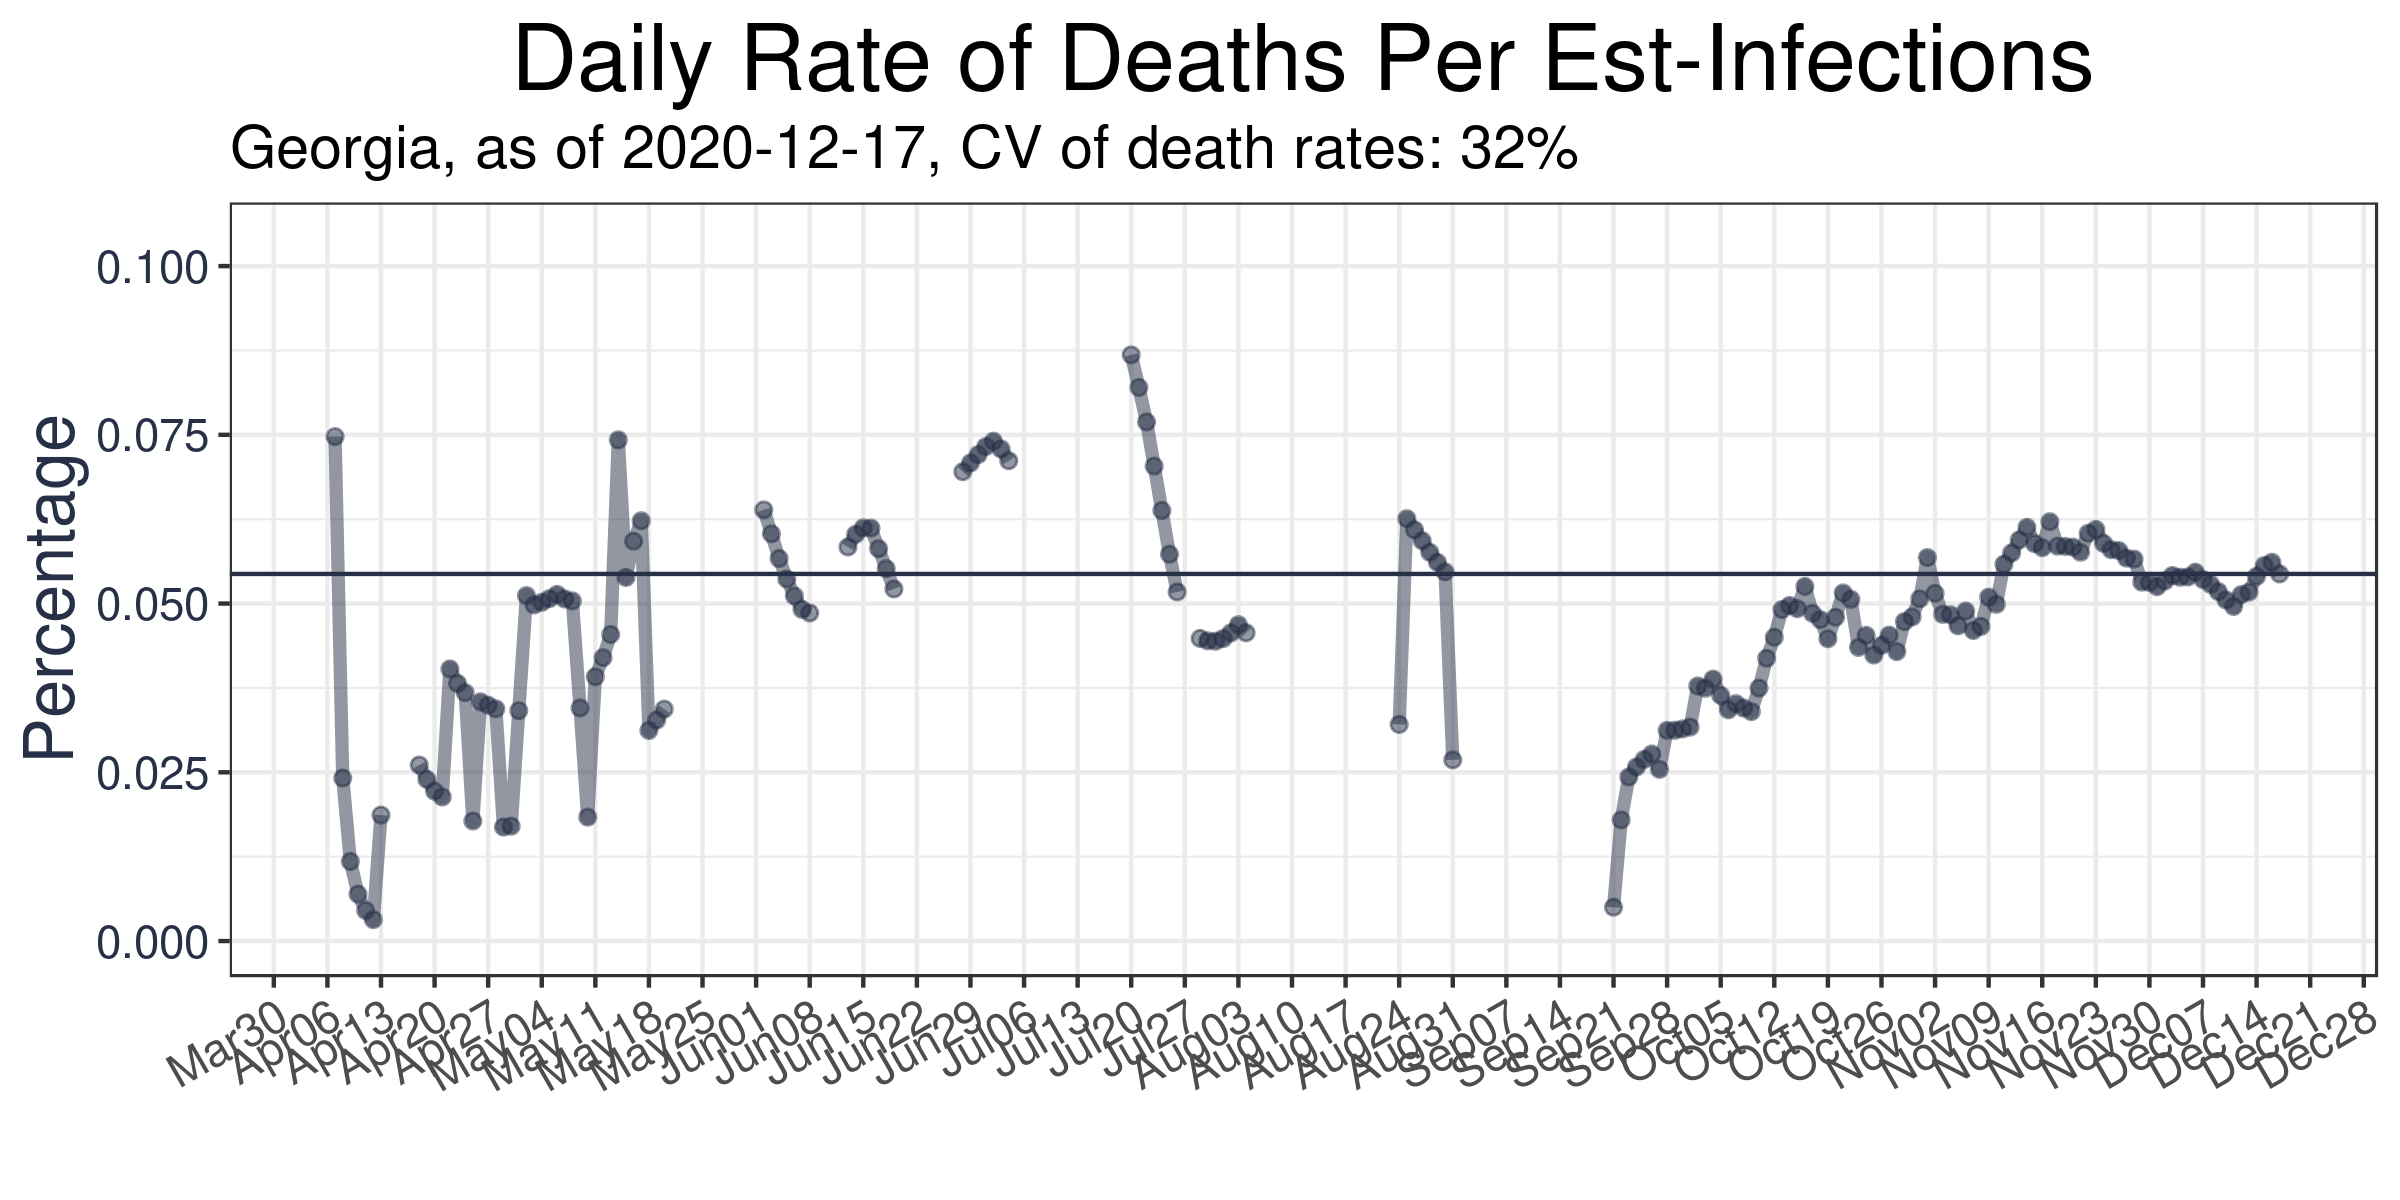 Daily Rate of Deaths Per Est-Infections
Georgia, as of 2020-12-17, CV of death rates: 32%
Percentage
0.100
0.075
0.050
0.025
0.000
Mar30
Apr06
Apr13
Apr20
Apr27
May04
May11
May18
May25
Jun01
Jun08
Jun15
Jun22
Jun29
Jul06
Jul13
Jul20
Jul27
Aug03
Aug10
Aug17
Aug24
Aug31
Sep07
Sep14
Sep21
Sep28
Oct05
Oct12
Oct19
Oct26
Nov02
Nov09
Nov16
Nov23
Nov30
Dec07
Dec14
Dec21
Dec28